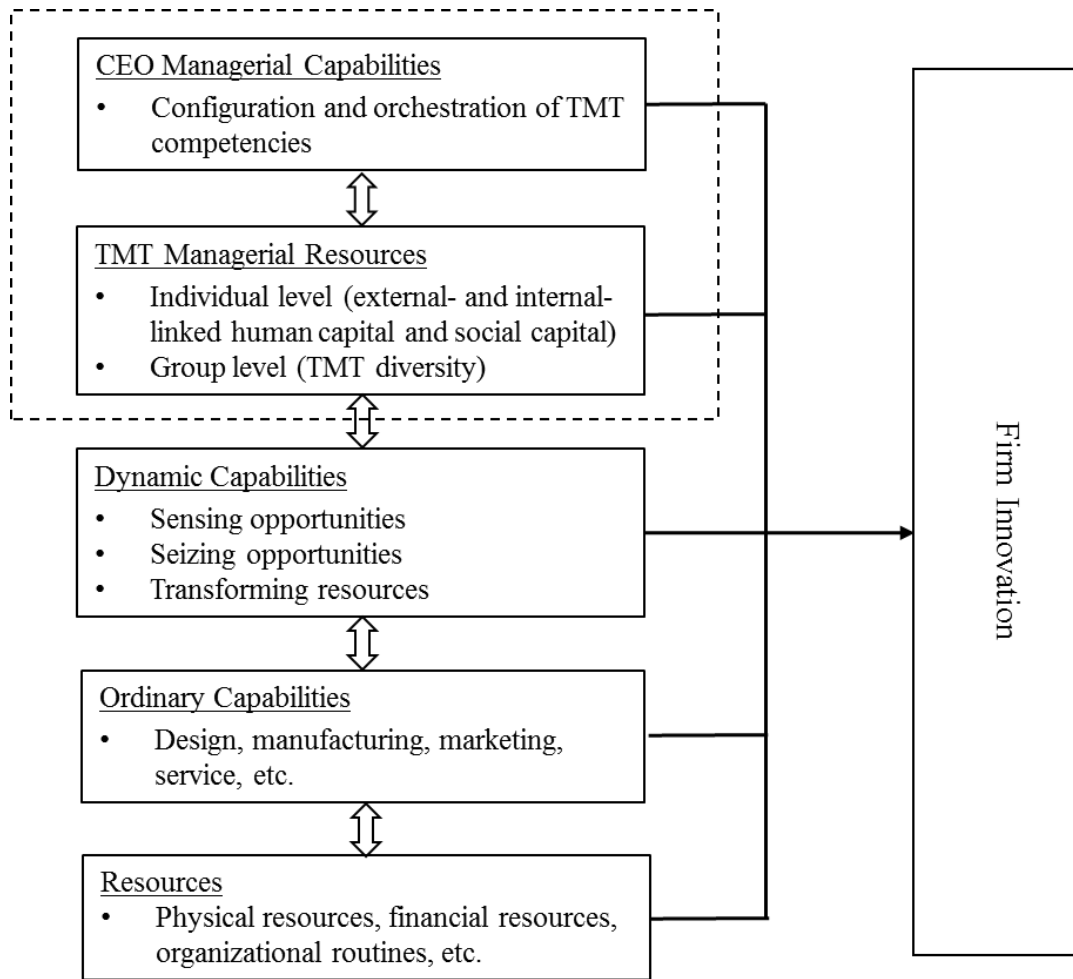 CEO Managerial Capabilities
• Configuration and orchestration of TMT
competencies
TMT Managerial Resources
• Individual level (external- and internal-
linked human capital and social capital)
• Group level (TMT diversity)
Dynamic Capabilities
• Sensing opportunities
• Seizing opportunities
• Transforming resources
Ordinary Capabilities
• Design, manufacturing, marketing,
service, etc.
Resources
• Physical resources, financial resources,
organizational routines, etc.
Firm Innovation